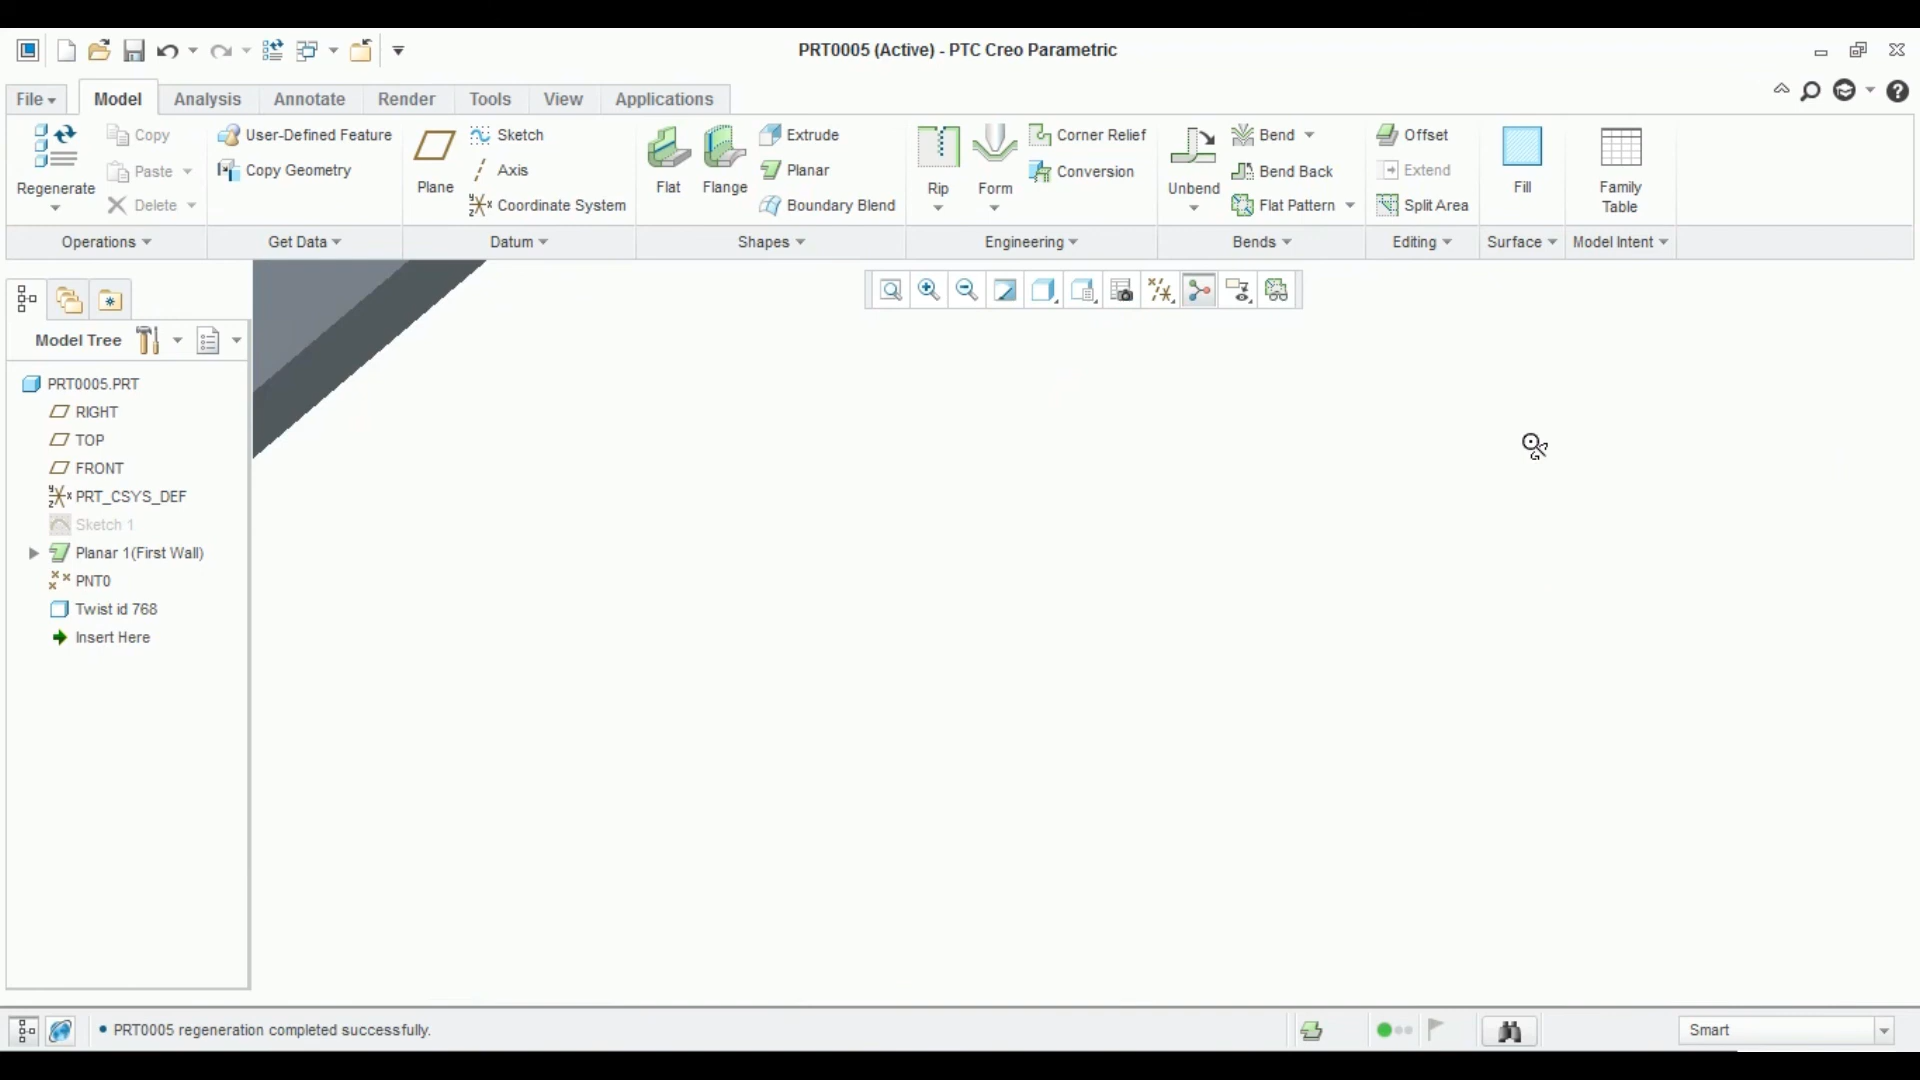 PRT0005 (Active) - PTC Creo Parametric
File Model Analysis Annotate Render Tools View Applications
Regenerate
Copy
Paste
Delete
Operations
User-Defined Feature
Copy Geometry
Get Data
Plane
Sketch
Axis
Coordinate System
Datum
Flat
Flange
Extrude
Planar
Boundary Blend
Shapes
Rip
Form
Corner Relief
Conversion
Engineering
Unbend
Bend
Bend Back
Flat Pattern
Bends
Offset
Extend
Split Area
Editing
Fill
Surface
Family
Table
Model Intent
Model Tree
PRT0005.PRT
RIGHT
TOP
FRONT
PRT_CSYS_DEF
Sketch 1
Planar 1(First Wall)
PNT0
Twist id 768
Insert Here
PRT0005 regeneration completed successfully.
Smart